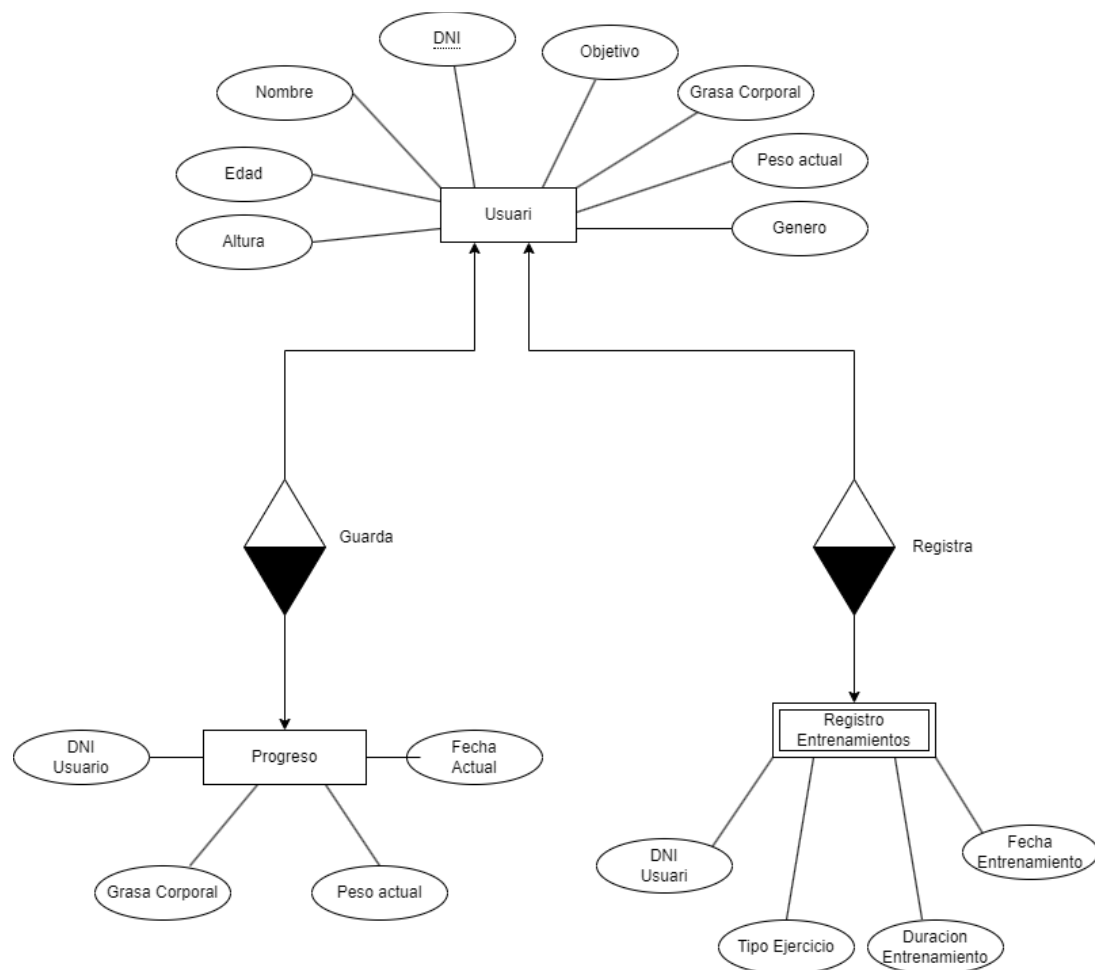 DNI
Objetivo
Nombre
Grasa Corporal
Edad
Peso actual
Usuari
Altura
Genero
Guarda
Registra
DNI
Usuario
Progreso
Fecha
Actual
Registro
Entrenamientos
Grasa Corporal
Peso actual
DNI
Usuari
Fecha
Entrenamiento
Tipo Ejercicio
Duracion
Entrenamiento